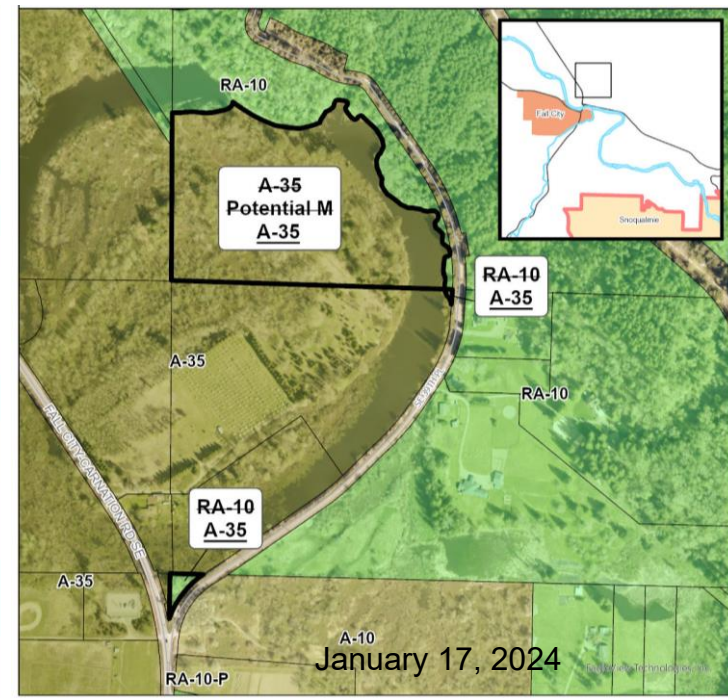 RA-10
A-35
Potential M
A-35
Fall City
Snoqualmie
RA-10
A-35
A-35
RA-10
FALL CITY-CARNATION RD SE
RA-10
A-35
A-35
A-10
January 17, 2024
RA-10-P